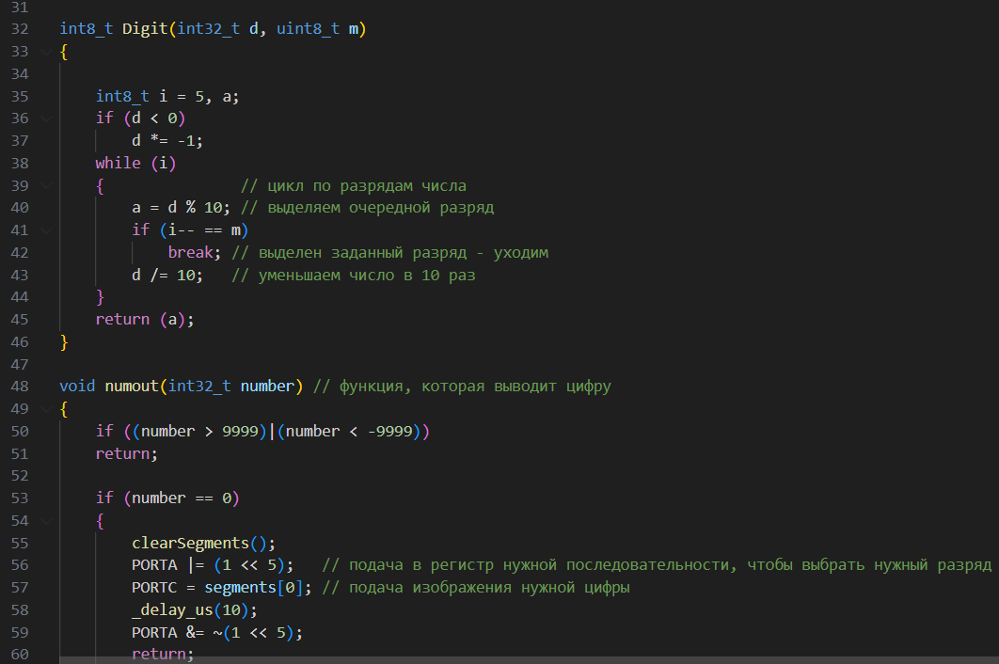 31
32 int8_t Digit(int32_t d, uint8_t m)
33 {
34
35 int8_t i = 5, a;
36 if (d < 0)
37 d *= -1;
38 while (i)
39 { // цикл по разрядам числа
40 a = d % 10; // выделяем очередной разряд
41 if (i-- == m)
42 break; // выделен заданный разряд - уходим
43 d /= 10; // уменьшаем число в 10 раз
44 }
45 return (a);
46 }
47
48 void numout(int32_t number) // функция, которая выводит цифру
49 {
50 if ((number > 9999)|(number < -9999))
51 return;
52
53 if (number == 0)
54 {
55 clearSegments();
56 PORTA |= (1 << 5); // подача в регистр нужной последовательности, чтобы выбрать нужный разряд
57 PORTC = segments[0]; // подача изображения нужной цифры
58 _delay_us(10);
59 PORTA &= ~(1 << 5);
60 return;